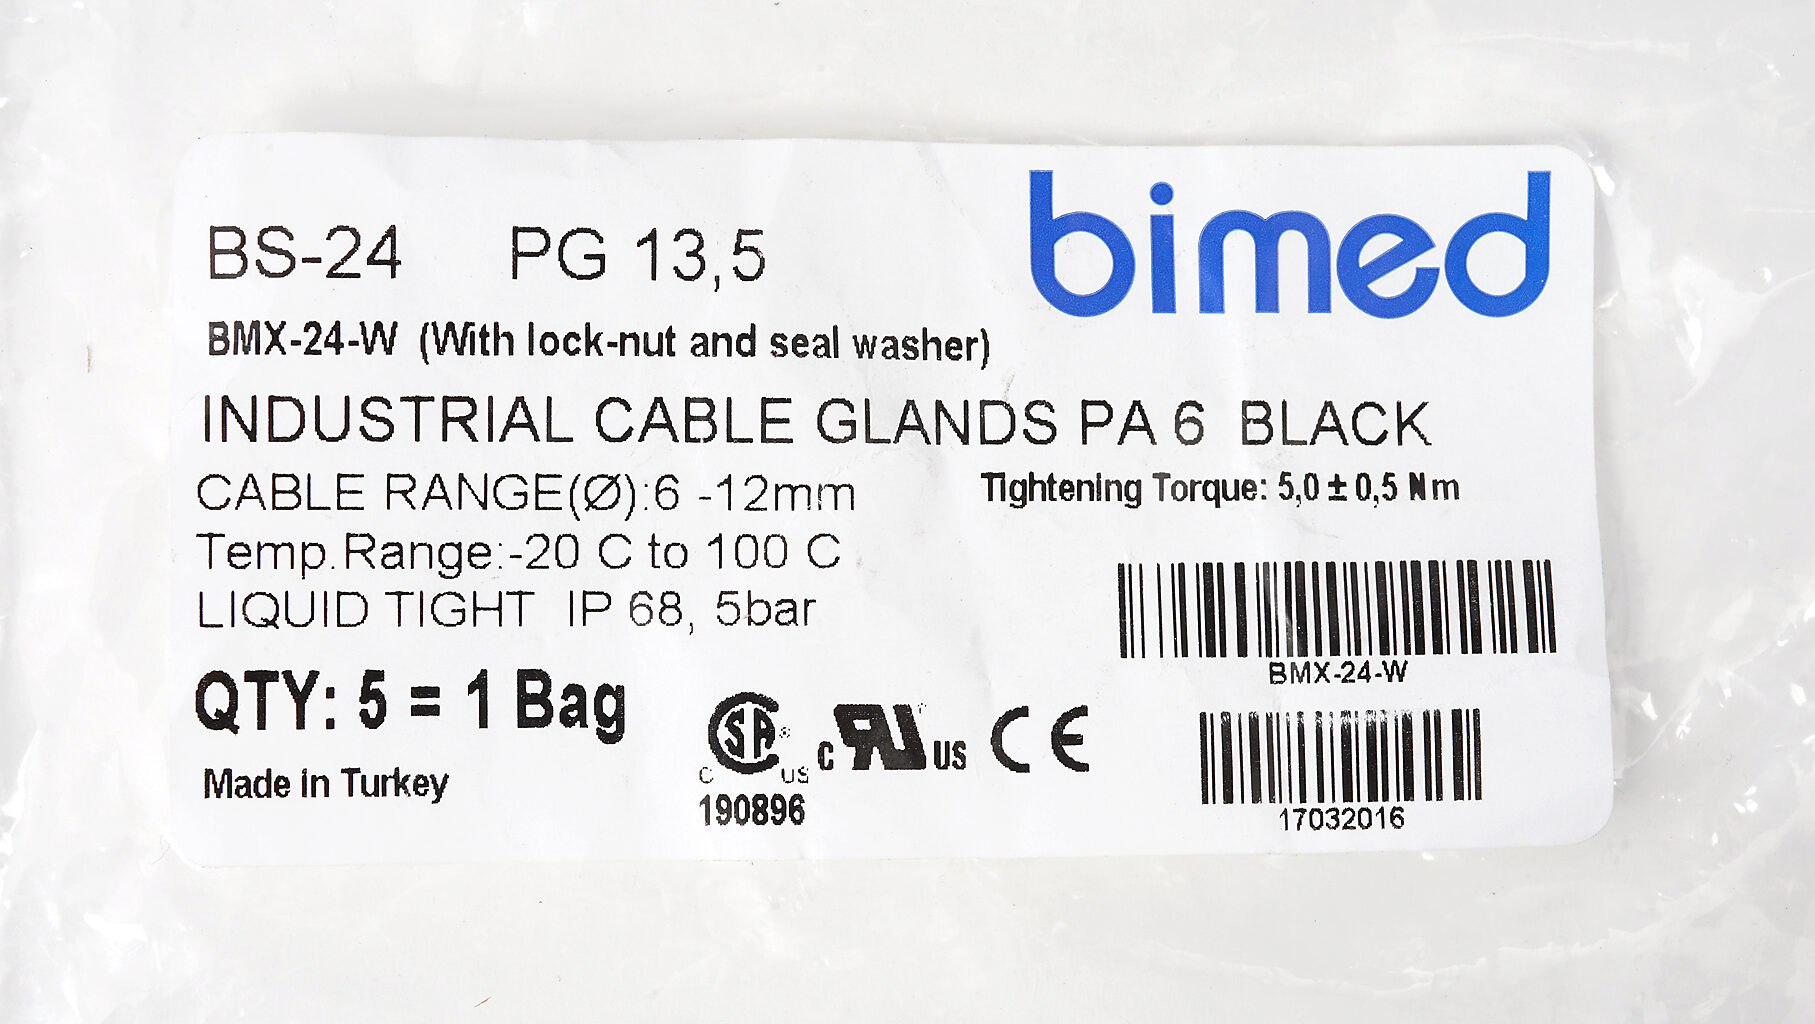 bimed
BS-24 PG 13,5
BMX-24-W (With lock-nut and seal washer)
INDUSTRIAL CABLE GLANDS PA 6 BLACK
CABLE RANGE(Ø):6 -12mm
Tightening Torque: 5,0 ± 0,5 Nm
Temp.Range:-20 C to 100 C
LIQUID TIGHT IP 68, 5bar
BMX-24-W
QTY: 5 = 1 Bag
C SA ® US
c RU US
CE
Made in Turkey
190896
17032016